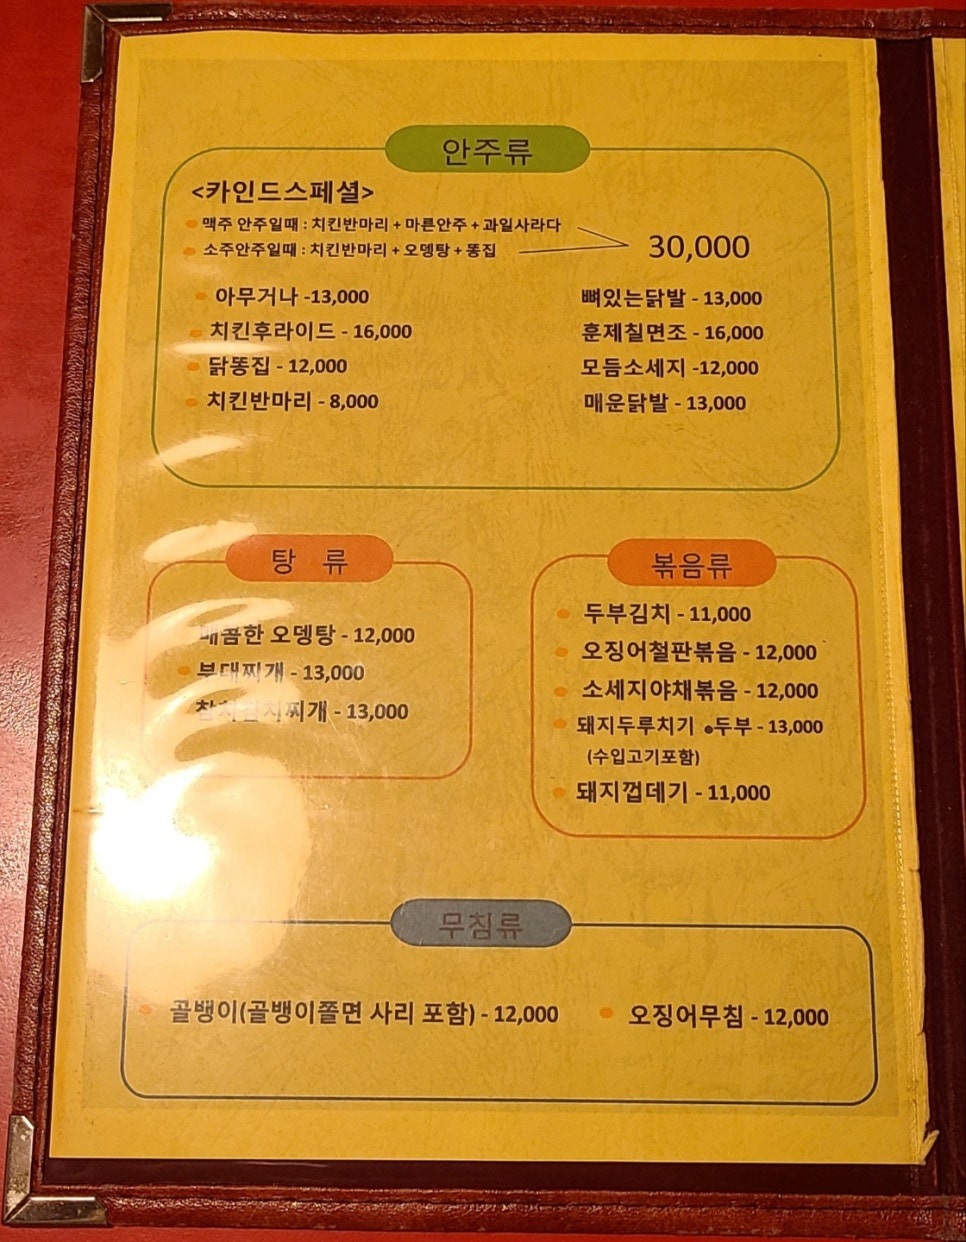 안주류
<카인드스페셜>
맥주 안주일때 : 치킨반마리 + 마른안주 + 과일사라다
소주안주일때 : 치킨반마리 + 오뎅탕 + 똥집
30,000
아무거나 -13,000
치킨후라이드 - 16,000
닭똥집 - 12,000
치킨반마리 - 8,000
뼈있는닭발 - 13,000
훈제칠면조 - 16,000
모듬소세지 -12,000
매운닭발 - 13,000
탕 류
매콤한 오뎅탕 - 12,000
부대찌개 - 13,000
참치김치찌개 - 13,000
볶음류
두부김치 - 11,000
오징어철판볶음 - 12,000
소세지야채볶음 - 12,000
돼지두루치기 •두부 - 13,000
(수입고기포함)
돼지껍데기 - 11,000
무침류
골뱅이(골뱅이쫄면 사리 포함) - 12,000
오징어무침 - 12,000